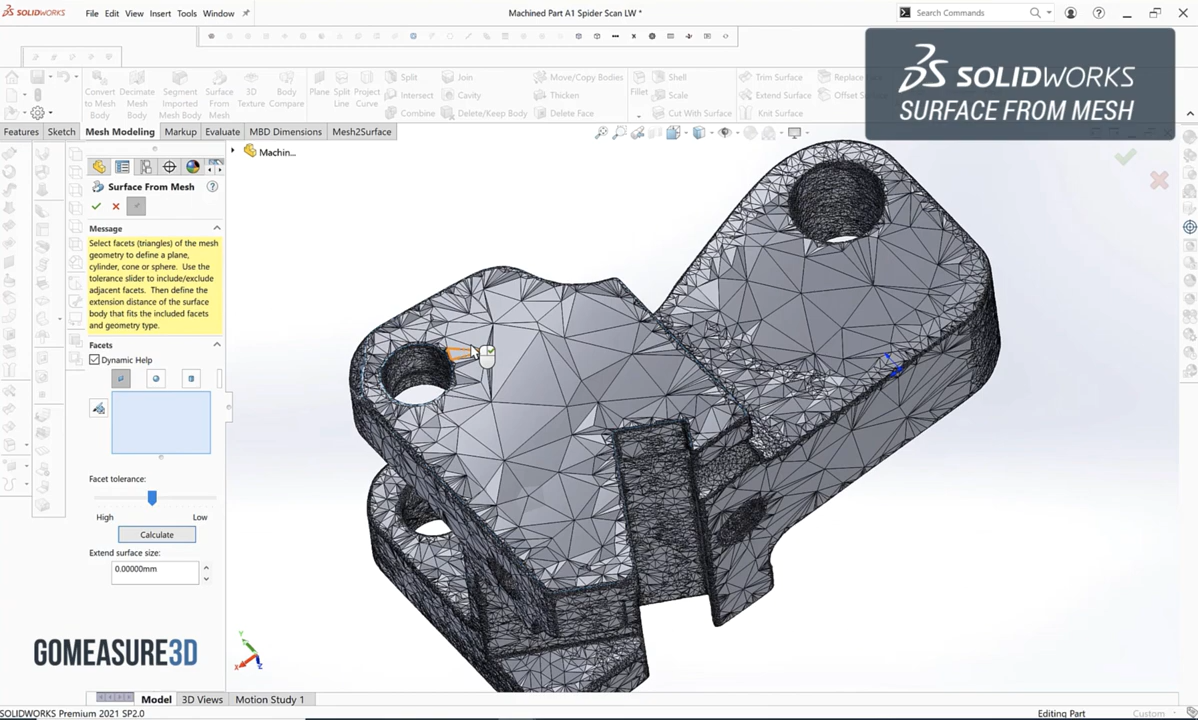 SOLIDWORKS File Edit View Insert Tools Window Machined Part A1 Spider Scan LW * Search Commands
SOLIDWORKS
SURFACE FROM MESH
Convert to Mesh Body
Decimate Mesh Body
Segment Imported Mesh Body
Surface From Mesh
3D Texture
Body Compare
Plane
Split Line
Project Curve
Split
Intersect
Combine
Join
Cavity
Delete/Keep Body
Move/Copy Bodies
Thicken
Delete Face
Fillet
Shell
Scale
Cut With Surface
Trim Surface
Extend Surface
Knit Surface
Features Sketch Mesh Modeling Markup Evaluate MBD Dimensions Mesh2Surface
Machin...
Surface From Mesh
Message
Select facets (triangles) of the mesh
geometry to define a plane,
cylinder, cone or sphere. Use the
tolerance slider to include/exclude
adjacent facets. Then define the
extension distance of the surface
body that fits the included facets
and geometry type.
Facets
Dynamic Help
Facet tolerance:
High Low
Calculate
Extend surface size:
0.00000mm
GOMEASURE3D
Y
X
Z
Model 3D Views Motion Study 1
SOLIDWORKS Premium 2021 SP2.0 Editing Part Custom